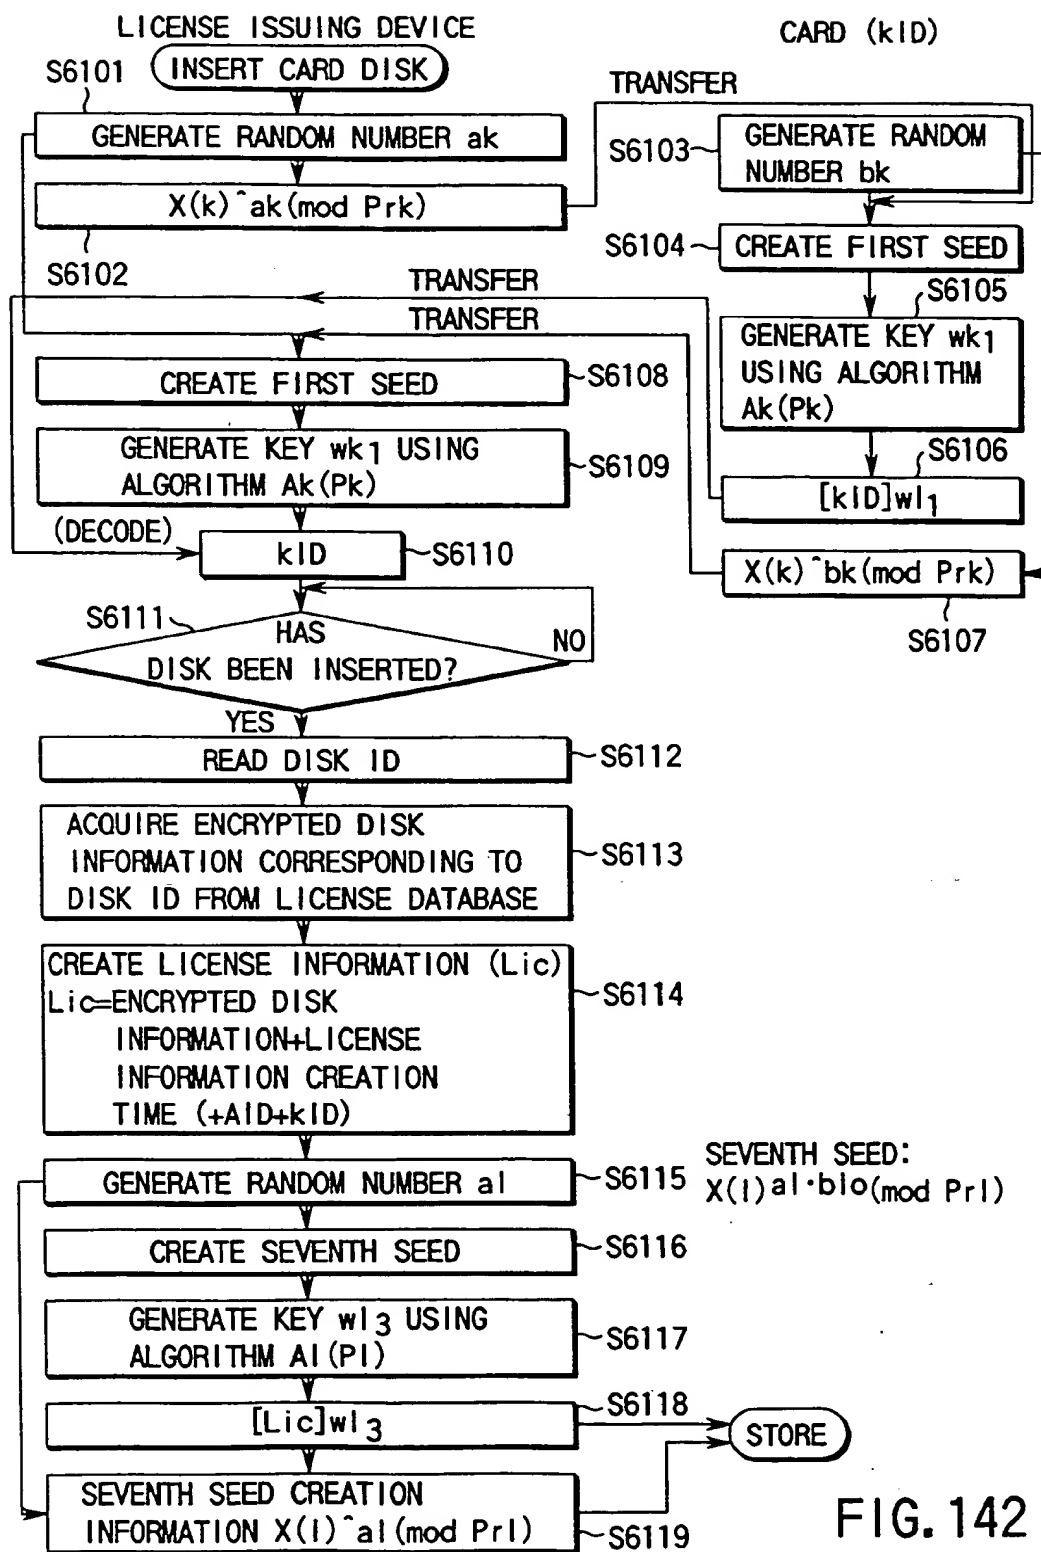 LICENSE ISSUING DEVICE
CARD (kID)
INSERT CARD DISK
S6101
TRANSFER
GENERATE RANDOM NUMBER ak
S6103
GENERATE RANDOM
NUMBER bk
X(k)^ak(mod Prk)
S6102
S6104
CREATE FIRST SEED
TRANSFER
S6105
TRANSFER
GENERATE KEY wk1
USING ALGORITHM
Ak(Pk)
CREATE FIRST SEED
S6108
GENERATE KEY wk1 USING
ALGORITHM Ak(Pk)
S6109
S6106
[kID]wl1
(DECODE)
kID
S6110
X(k)^bk(mod Prk)
S6107
S6111
HAS
DISK BEEN INSERTED?
NO
YES
READ DISK ID
S6112
ACQUIRE ENCRYPTED DISK
INFORMATION CORRESPONDING TO
DISK ID FROM LICENSE DATABASE
S6113
CREATE LICENSE INFORMATION (Lic)
Lic=ENCRYPTED DISK
INFORMATION+LICENSE
INFORMATION CREATION
TIME (+AID+kID)
S6114
GENERATE RANDOM NUMBER al
S6115
SEVENTH SEED:
X(l)al·blo(mod Prl)
CREATE SEVENTH SEED
S6116
GENERATE KEY wl3 USING
ALGORITHM Al(Pl)
S6117
[Lic]wl3
S6118
STORE
SEVENTH SEED CREATION
INFORMATION X(l)^al(mod Prl)
S6119
FIG. 142